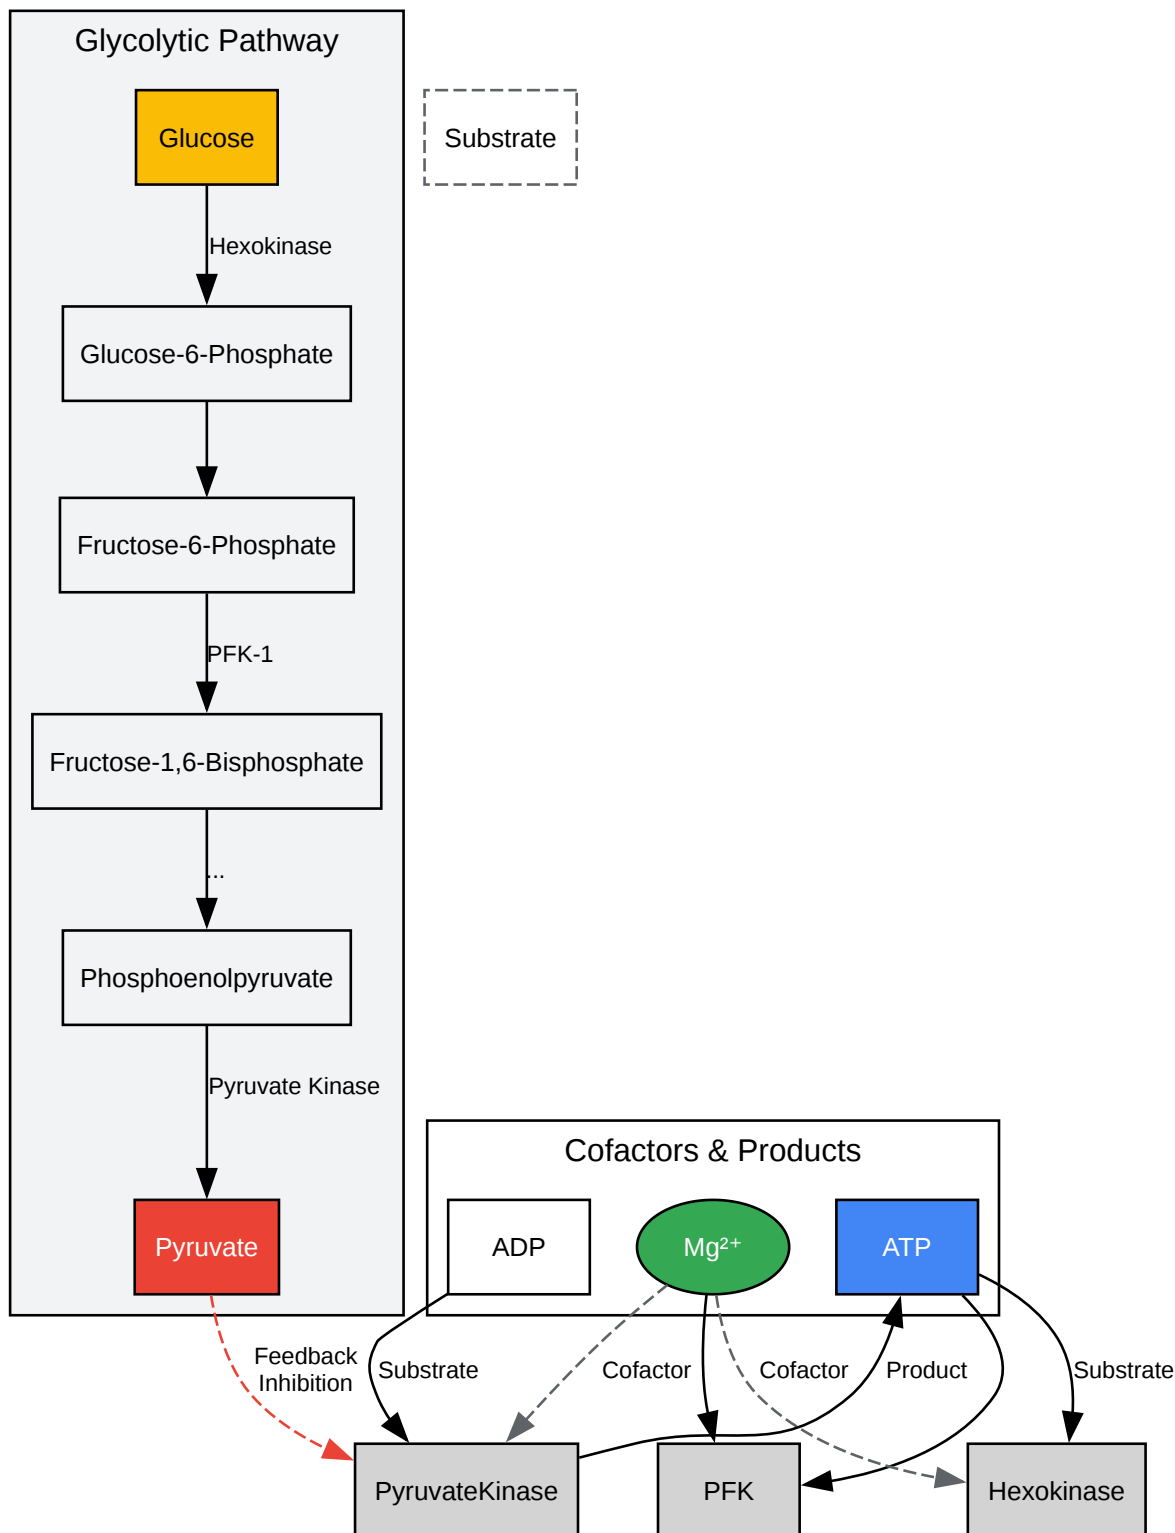 Glycolytic Pathway
Glucose
Substrate
Hexokinase
Glucose-6-Phosphate
Fructose-6-Phosphate
PFK-1
Fructose-1,6-Bisphosphate
...
Phosphoenolpyruvate
Pyruvate Kinase
Cofactors & Products
Pyruvate
ADP
Mg²⁺
ATP
Feedback
Inhibition
Substrate
Cofactor
Cofactor
Product
Substrate
PyruvateKinase
PFK
Hexokinase